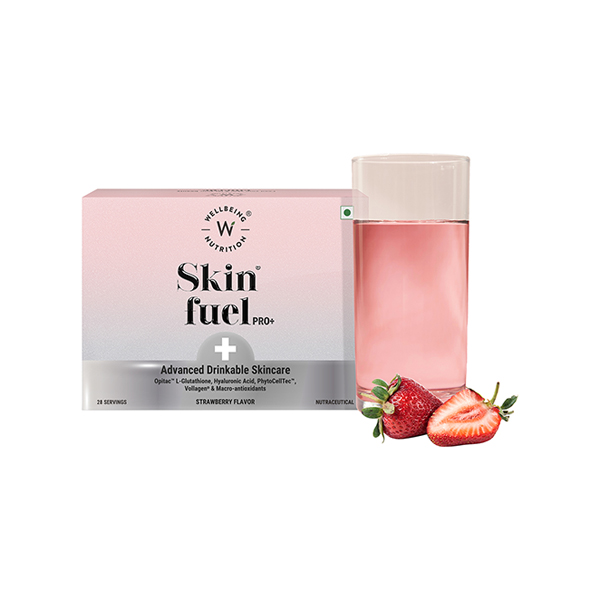 WELLBEING
W
NUTRITION
®
Skin®
fuel PRO+
Advanced Drinkable Skincare
Opitac™ L-Glutathione, Hyaluronic Acid, PhytoCellTec™,
Vollagen® & Macro-antioxidants
28 SERVINGS STRAWBERRY FLAVOR NUTRACEUTICAL